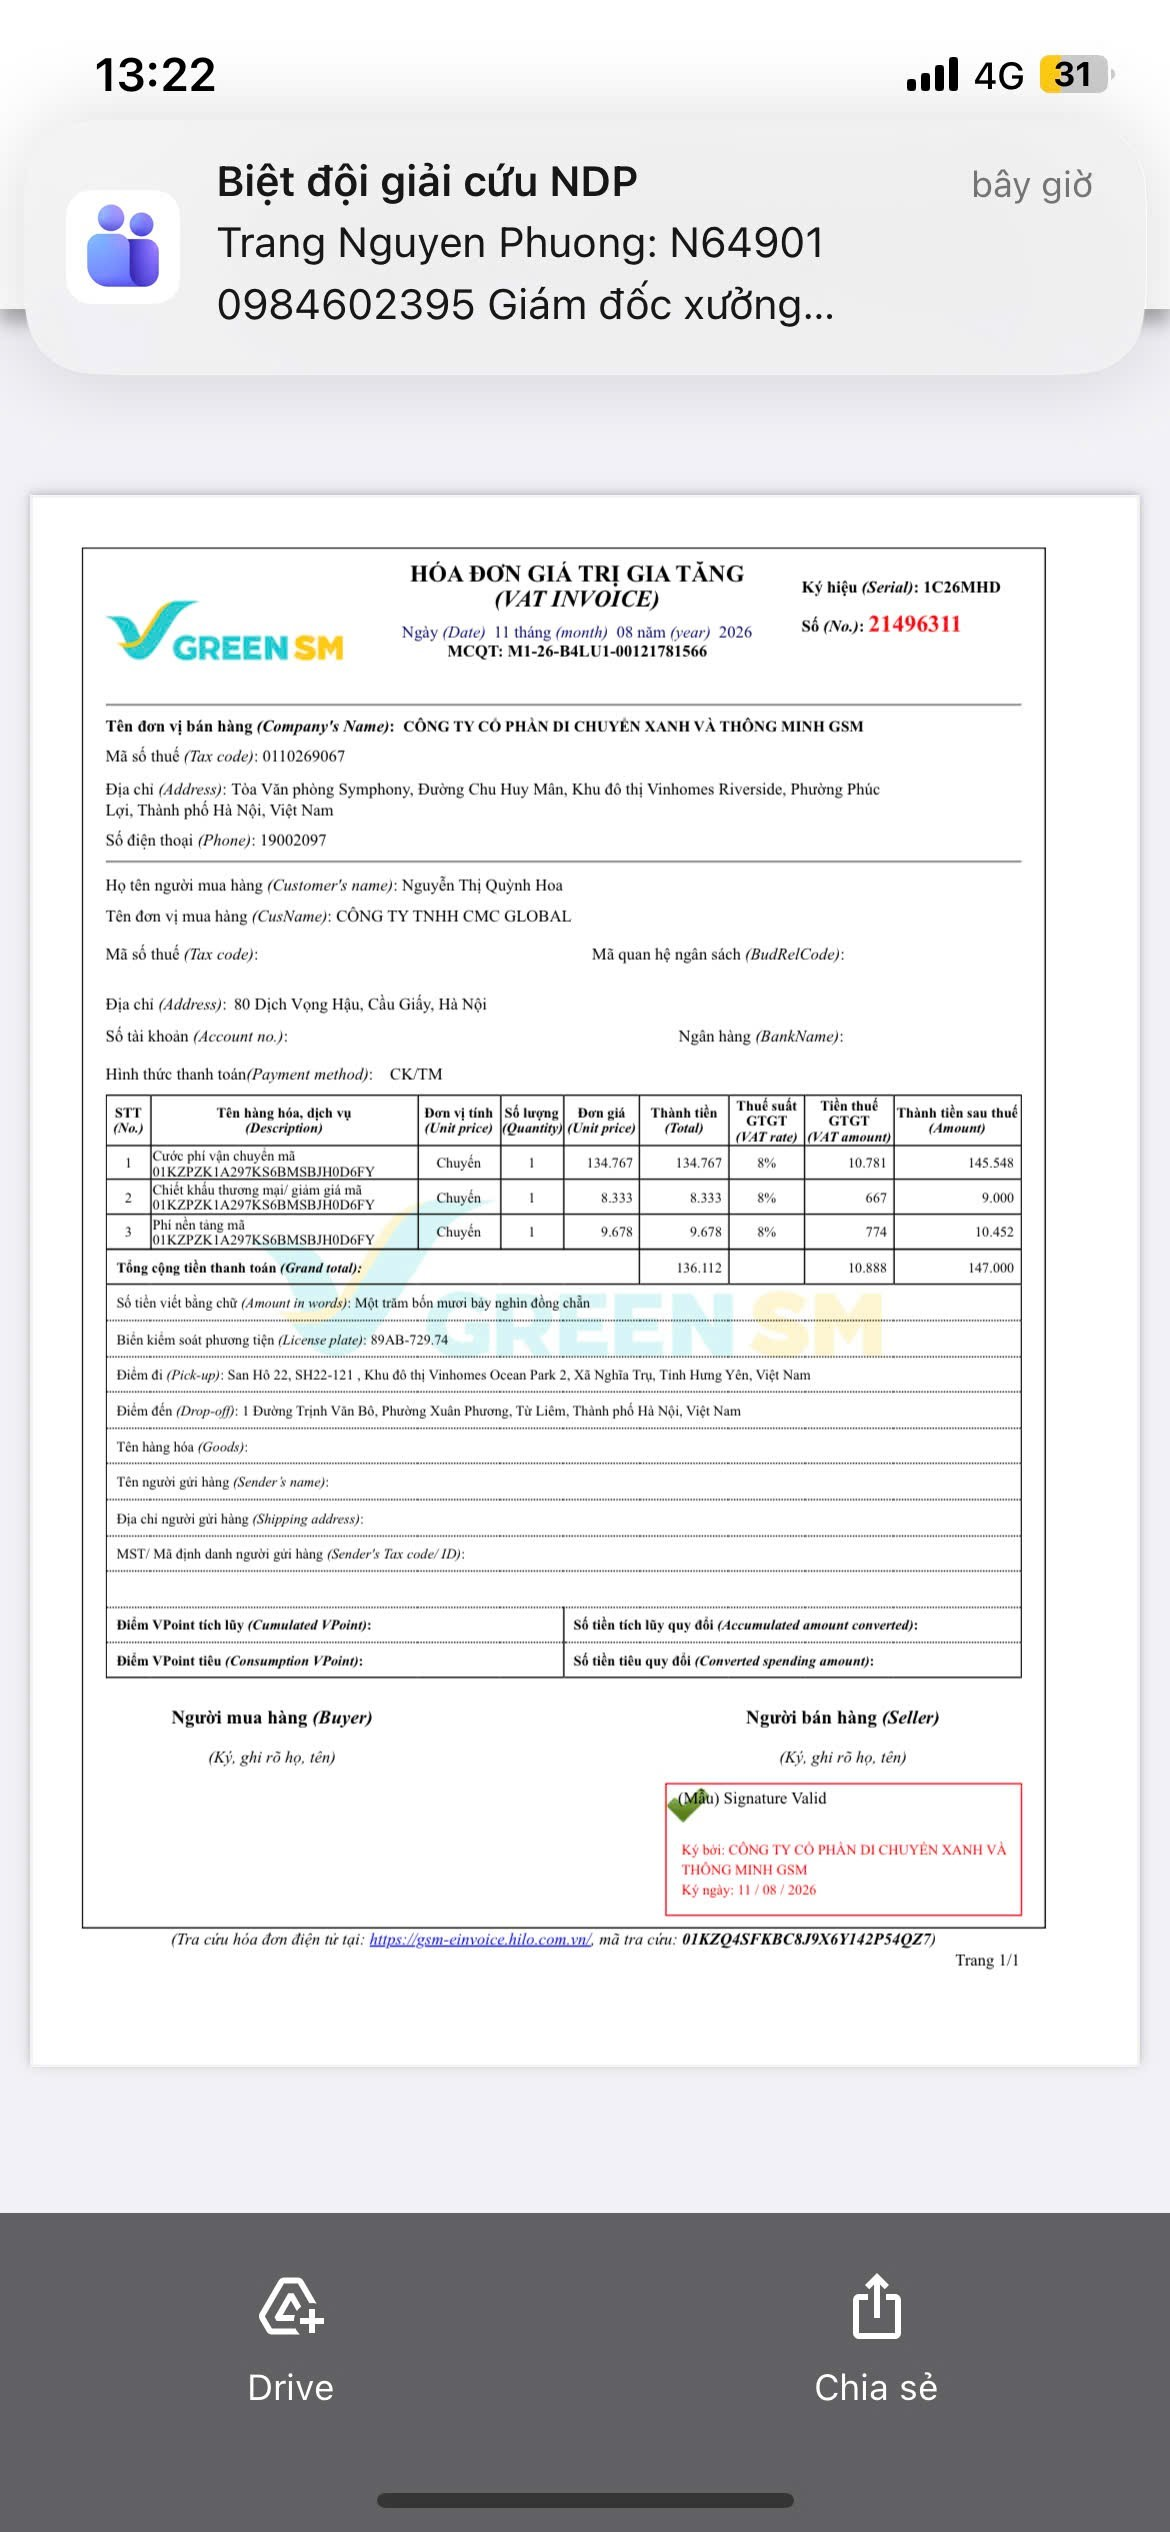 13:22
4G 31
Biệt đội giải cứu NDP
bây giờ
Trang Nguyen Phuong: N64901
0984602395 Giám đốc xưởng...
HÓA ĐƠN GIÁ TRỊ GIA TĂNG
(VAT INVOICE)
Ngày (Date) 11 tháng (month) 08 năm (year) 2026
MCQT: M1-26-B4LU1-00121781566
Ký hiệu (Serial): 1C26MHD
Số (No.): 21496311
GREEN SM
Tên đơn vị bán hàng (Company's Name): CÔNG TY CỔ PHẦN DI CHUYỂN XANH VÀ THÔNG MINH GSM
Mã số thuế (Tax code): 0110269067
Địa chỉ (Address): Tòa Văn phòng Symphony, Đường Chu Huy Mân, Khu đô thị Vinhomes Riverside, Phường Phúc
Lợi, Thành phố Hà Nội, Việt Nam
Số điện thoại (Phone): 19002097
Họ tên người mua hàng (Customer's name): Nguyễn Thị Quỳnh Hoa
Tên đơn vị mua hàng (CusName): CÔNG TY TNHH CMC GLOBAL
Mã số thuế (Tax code): Mã quan hệ ngân sách (BudRelCode):
Địa chỉ (Address): 80 Dịch Vọng Hậu, Cầu Giấy, Hà Nội
Số tài khoản (Account no.): Ngân hàng (BankName):
Hình thức thanh toán(Payment method): CK/TM
STT (No.) Tên hàng hóa, dịch vụ (Description) Đơn vị tính (Unit price) Số lượng (Quantity) Đơn giá (Unit price) Thành tiền (Total) Thuế suất GTGT (VAT rate) Tiền thuế GTGT (VAT amount) Thành tiền sau thuế (Amount)
1 Cước phí vận chuyển mã 01KZPZK1A297KS6BMSBJH0D6FY Chuyến 1 134.767 134.767 8% 10.781 145.548
2 Chiết khấu thương mại/ giảm giá mã 01KZPZK1A297KS6BMSBJH0D6FY Chuyến 1 8.333 8.333 8% 667 9.000
3 Phí nền tảng mã 01KZPZK1A297KS6BMSBJH0D6FY Chuyến 1 9.678 9.678 8% 774 10.452
Tổng cộng tiền thanh toán (Grand total): 136.112 10.888 147.000
Số tiền viết bằng chữ (Amount in words): Một trăm bốn mươi bảy nghìn đồng chẵn
GREEN SM
Biển kiểm soát phương tiện (License plate): 89AB-729.74
Điểm đi (Pick-up): San Hô 22, SH22-121 , Khu đô thị Vinhomes Ocean Park 2, Xã Nghĩa Trụ, Tỉnh Hưng Yên, Việt Nam
Điểm đến (Drop-off): 1 Đường Trịnh Văn Bô, Phường Xuân Phương, Từ Liêm, Thành phố Hà Nội, Việt Nam
Tên hàng hóa (Goods):
Tên người gửi hàng (Sender's name):
Địa chỉ người gửi hàng (Shipping address):
MST/ Mã định danh người gửi hàng (Sender's Tax code/ ID):
Điểm VPoint tích lũy (Cumulated VPoint): Số tiền tích lũy quy đổi (Accumulated amount converted):
Điểm VPoint tiêu (Consumption VPoint): Số tiền tiêu quy đổi (Converted spending amount):
Người mua hàng (Buyer) Người bán hàng (Seller)
(Ký, ghi rõ họ, tên) (Ký, ghi rõ họ, tên)
(Mẫu) Signature Valid
Ký bởi: CÔNG TY CỔ PHẦN DI CHUYỂN XANH VÀ
THÔNG MINH GSM
Ký ngày: 11 / 08 / 2026
(Tra cứu hóa đơn điện tử tại: https://gsm-einvoice.hilo.com.vn/, mã tra cứu: 01KZQ4SFKBC8J9X6Y142P54QZ7)
Trang 1/1
Drive
Chia sẻ